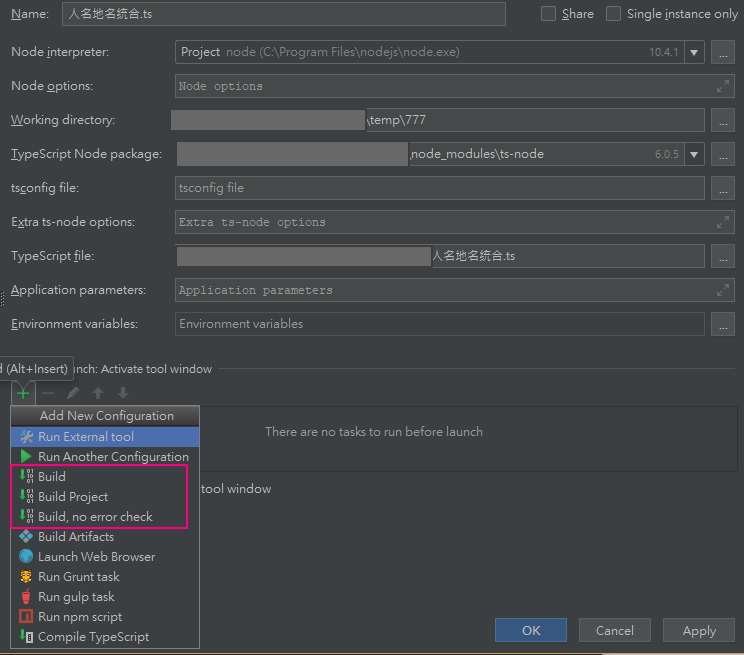 Name: 人名地名統合.ts Share Single instance only
Node interpreter: Project node (C:\Program Files\nodejs\node.exe) 10.4.1 ...
Node options: Node options
Working directory: \temp\777 ...
TypeScript Node package: \node_modules\ts-node 6.0.5 ...
tsconfig file: tsconfig file ...
Extra ts-node options: Extra ts-node options
TypeScript file: 人名地名統合.ts ...
Application parameters: Application parameters
Environment variables: Environment variables ...
(Alt+Insert) unch: Activate tool window
Add New Configuration
Run External tool
There are no tasks to run before launch
Run Another Configuration
Build
Build Project
tool window
Build, no error check
Build Artifacts
Launch Web Browser
Run Grunt task
Run gulp task
Run npm script
Compile TypeScript
OK Cancel Apply